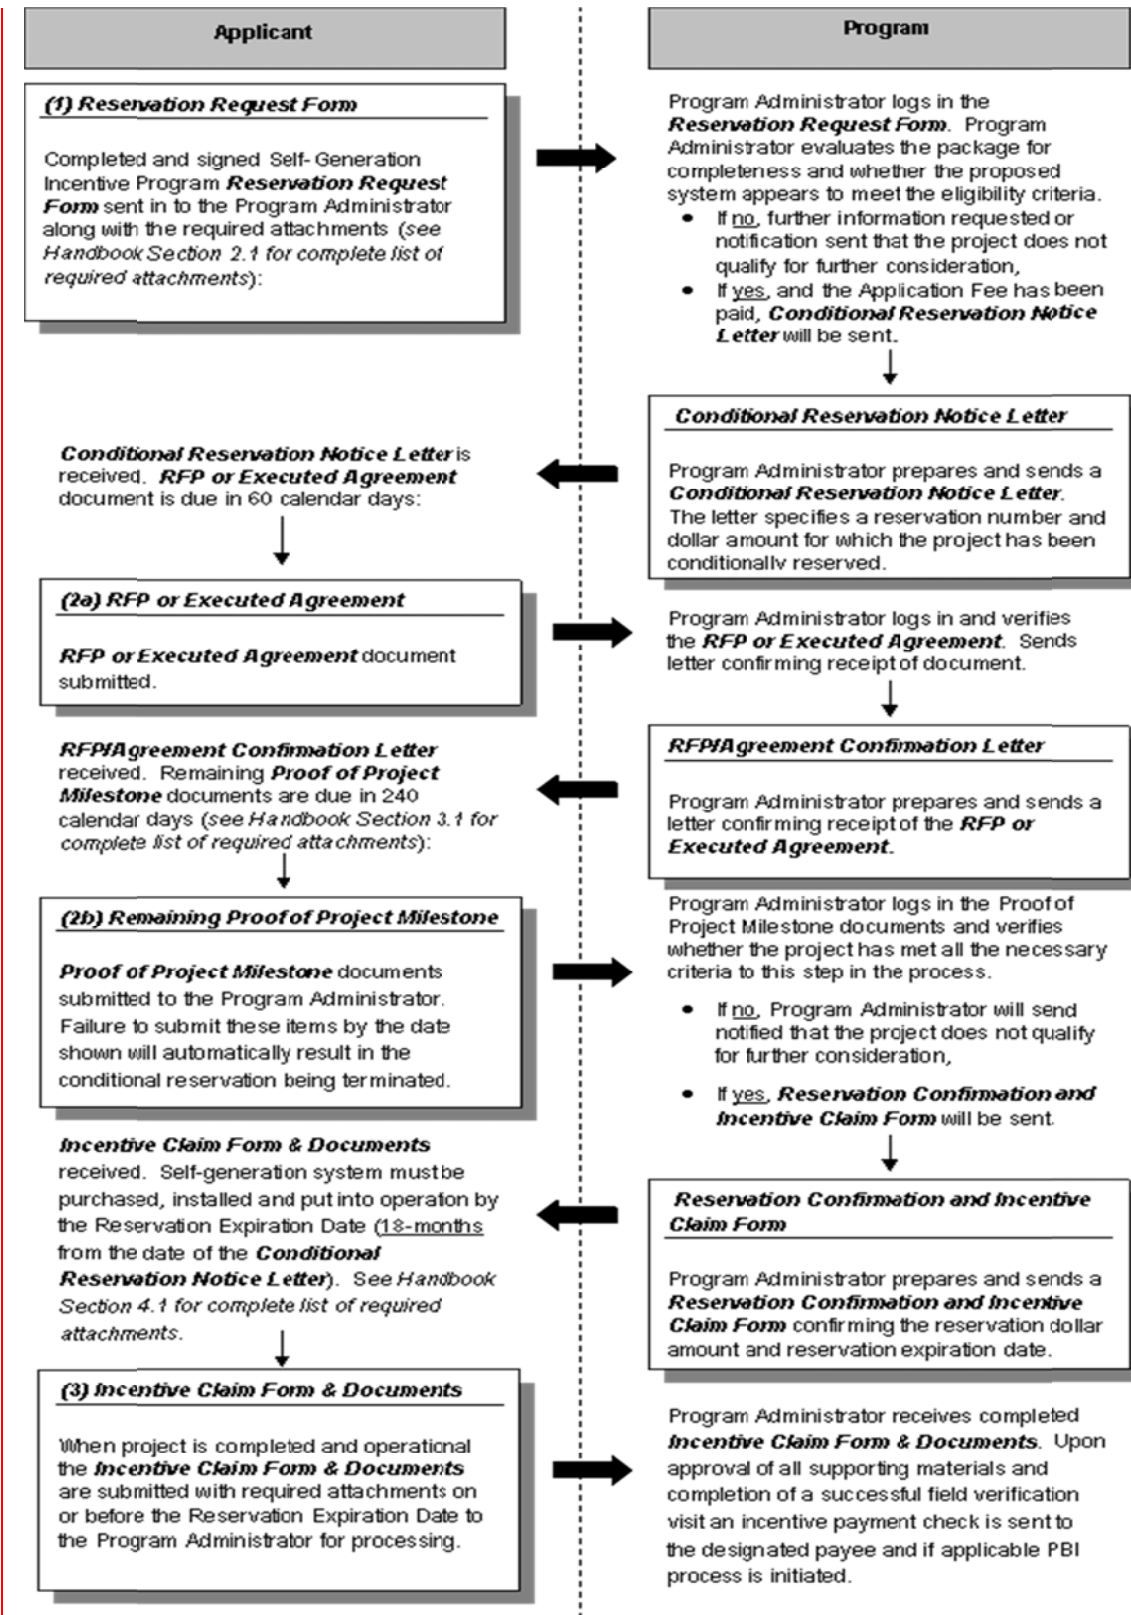 Applicant
Program
(1) Reservation Request Form
Completed and signed Self- Generation
Incentive Program Reservation Request
Form sent in to the Program Administrator
along with the required attachments (see
Handbook Section 2.1 for complete list of
required attachments):
Program Administrator logs in the
Reservation Request Form. Program
Administrator evaluates the package for
completeness and whether the proposed
system appears to meet the eligibility criteria.
• If no, further information requested or
notification sent that the project does not
qualify for further consideration,
• If yes, and the Application Fee has been
paid, Conditional Reservation Notice
Letter will be sent.
Conditional Reservation Notice Letter
Program Administrator prepares and sends a
Conditional Reservation Notice Letter.
The letter specifies a reservation number and
dollar amount for which the project has been
conditionally reserved.
Conditional Reservation Notice Letter is
received. RFP or Executed Agreement
document is due in 60 calendar days:
(2a) RFP or Executed Agreement
RFP or Executed Agreement document
submitted.
Program Administrator logs in and verifies
the RFP or Executed Agreement. Sends
letter confirming receipt of document.
RFP/Agreement Confirmation Letter
Program Administrator prepares and sends a
letter confirming receipt of the RFP or
Executed Agreement.
RFP/Agreement Confirmation Letter
received. Remaining Proof of Project
Milestone documents are due in 240
calendar days (see Handbook Section 3.1 for
complete list of required attachments):
(2b) Remaining Proof of Project Milestone
Proof of Project Milestone documents
submitted to the Program Administrator.
Failure to submit these items by the date
shown will automatically result in the
conditional reservation being terminated.
Program Administrator logs in the Proof of
Project Milestone documents and verifies
whether the project has met all the necessary
criteria to this step in the process.
• If no, Program Administrator will send
notified that the project does not qualify
for further consideration,
• If yes, Reservation Confirmation and
Incentive Claim Form will be sent.
Reservation Confirmation and Incentive
Claim Form
Program Administrator prepares and sends a
Reservation Confirmation and Incentive
Claim Form confirming the reservation dollar
amount and reservation expiration date.
Incentive Claim Form & Documents
received. Self-generation system must be
purchased, installed and put into operation by
the Reservation Expiration Date (18-months
from the date of the Conditional
Reservation Notice Letter). See Handbook
Section 4.1 for complete list of required
attachments.
(3) Incentive Claim Form & Documents
When project is completed and operational
the Incentive Claim Form & Documents
are submitted with required attachments on
or before the Reservation Expiration Date to
the Program Administrator for processing.
Program Administrator receives completed
Incentive Claim Form & Documents. Upon
approval of all supporting materials and
completion of a successful field verification
visit an incentive payment check is sent to
the designated payee and if applicable PBI
process is initiated.